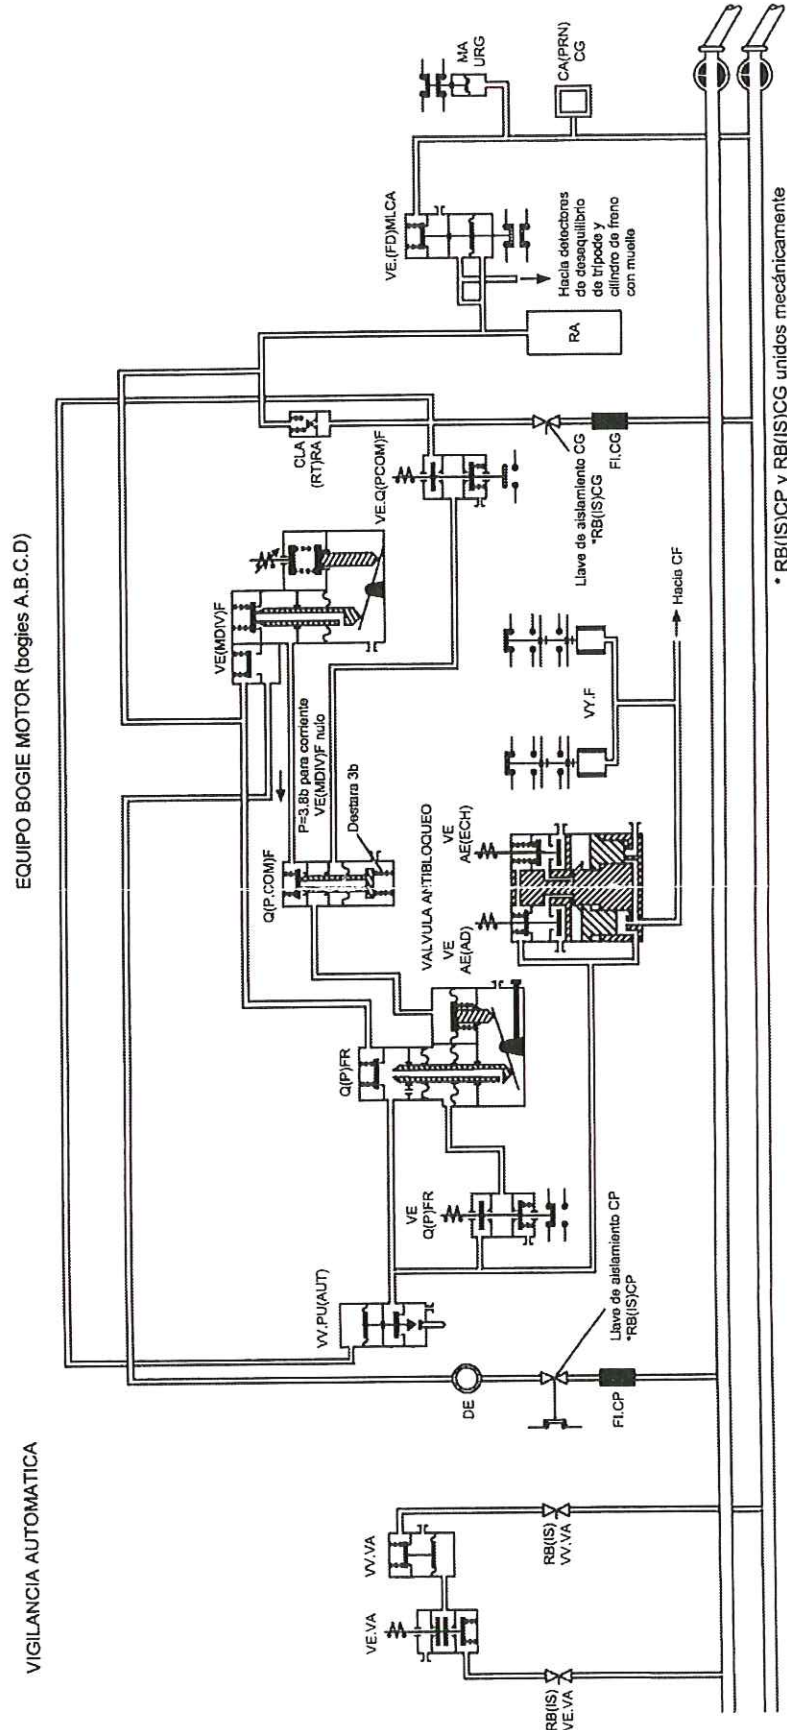 EQUIPO BOGIE MOTOR (bogies A.B.C.D)
VIGILANCIA AUTOMATICA
MA
URG
CA(PRN)
CG
VE.(FD)MLCA
Hacia detectores
de desequilibrio
de trípode y
cilindro de freno
con muelle
RA
CLA
(RT)RA
VE.Q(PCOM)F
Llave de aislamiento CG
*RB(IS)CG
FI.CG
VE(MDIV)F
P=3.8b para corriente
VE(MDIV)F nulo
Q(P.COM)F
Destara 3b
VALVULA ANTIBLOQUEO
VE
AE(AD)
VE
AE(ECH)
VY.F
Hacia CF
Q(P)FR
VE
Q(P)FR
VV.PU(AUT)
DE
Llave de aislamiento CP
*RB(IS)CP
FI.CP
VV.VA
VE.VA
RB(IS)
VV.VA
RB(IS)
VE.VA
* RB(IS)CP y RB(IS)CG unidos mecánicamente